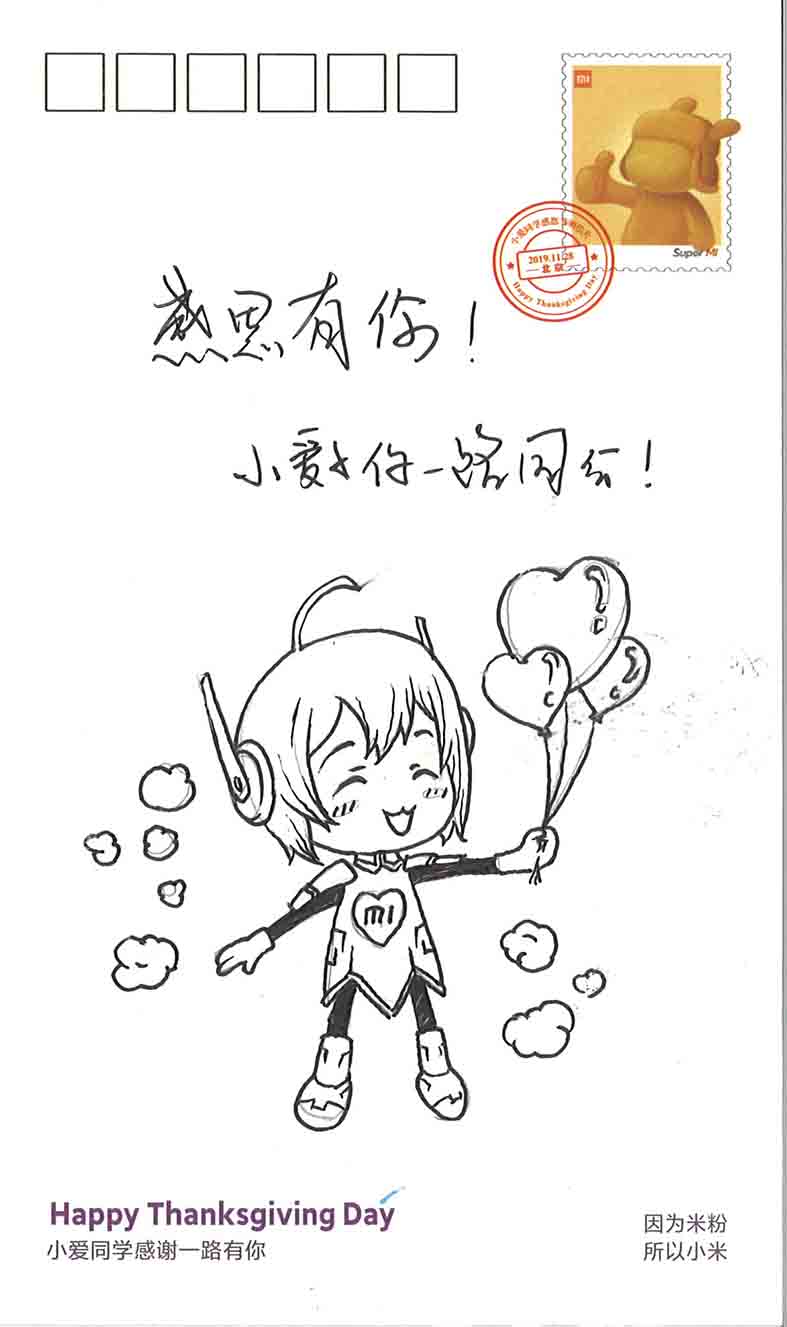 MI
Super MI
小爱同学感恩节明信片
2019.11.28
北京
Happy Thanksgiving Day
感恩有你!
小爱与你一路同行!
MI
Happy Thanksgiving Day
小爱同学感谢一路有你
因为米粉
所以小米